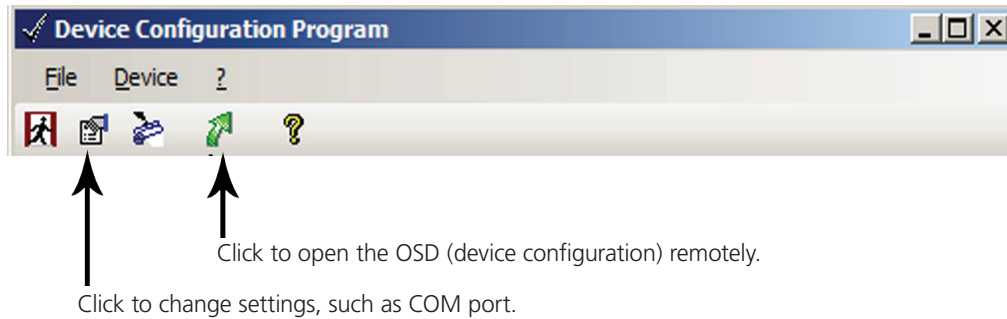 Device Configuration Program
File Device ?
Click to open the OSD (device configuration) remotely.
Click to change settings, such as COM port.